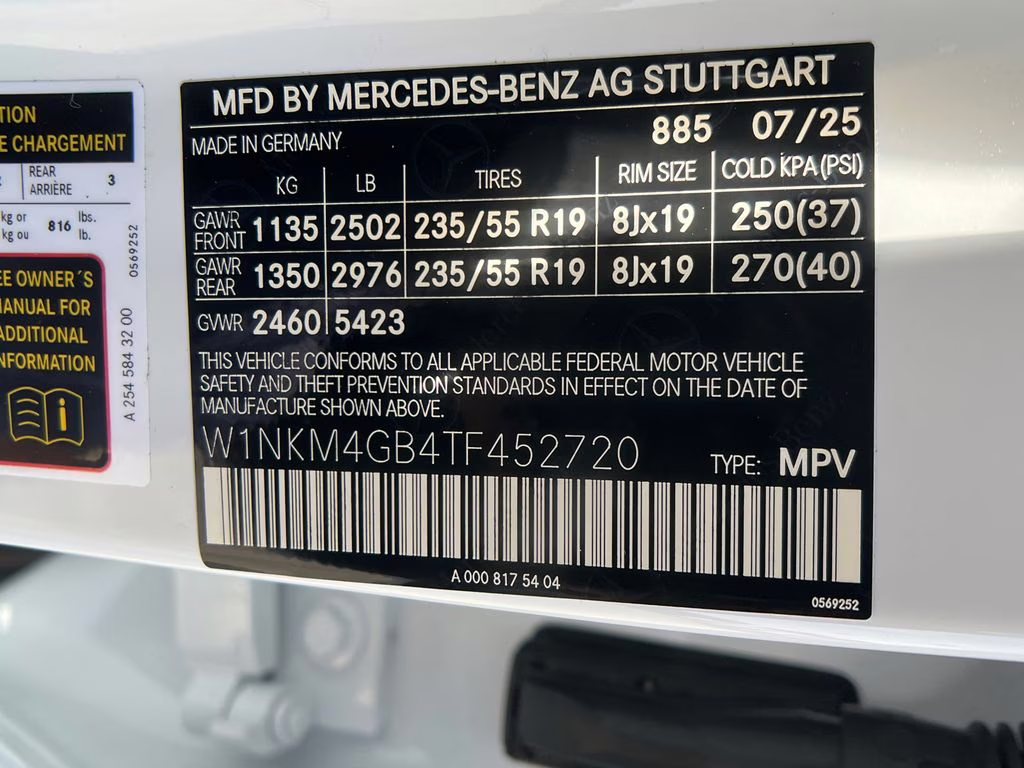 TION
E CHARGEMENT
REAR
ARRIÈRE 3
kg or 816 lbs.
kg ou lb.
0569252
EE OWNER´S
MANUAL FOR
ADDITIONAL
INFORMATION
A 254 584 32 00
MFD BY MERCEDES-BENZ AG STUTTGART
MADE IN GERMANY 885 07/25
KG LB TIRES RIM SIZE COLD KPA(PSI)
GAWR FRONT 1135 2502 235/55 R19 8Jx19 250(37)
GAWR REAR 1350 2976 235/55 R19 8Jx19 270(40)
GVWR 2460 5423
THIS VEHICLE CONFORMS TO ALL APPLICABLE FEDERAL MOTOR VEHICLE
SAFETY AND THEFT PREVENTION STANDARDS IN EFFECT ON THE DATE OF
MANUFACTURE SHOWN ABOVE.
W1NKM4GB4TF452720 TYPE: MPV
A 000 817 54 04
0569252